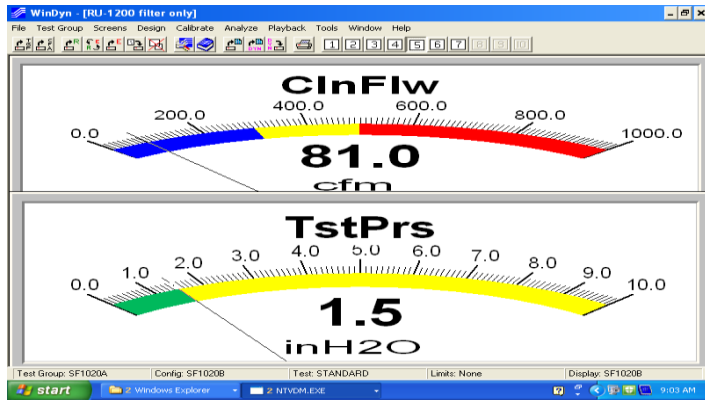 WinDyn - [RU-1200 filter only]
File Test Group Screens Design Calibrate Analyze Playback Tools Window Help
1 2 3 4 5 6 7 8 9 10
ClnFlw
0.0 200.0 400.0 600.0 800.0 1000.0
81.0
cfm
TstPrs
0.0 1.0 2.0 3.0 4.0 5.0 6.0 7.0 8.0 9.0 10.0
1.5
inH2O
Test Group: SF1020A Config: SF1020B Test: STANDARD Limits: None Display: SF1020B
start 2 Windows Explorer 2 NTVDM.EXE 9:03 AM